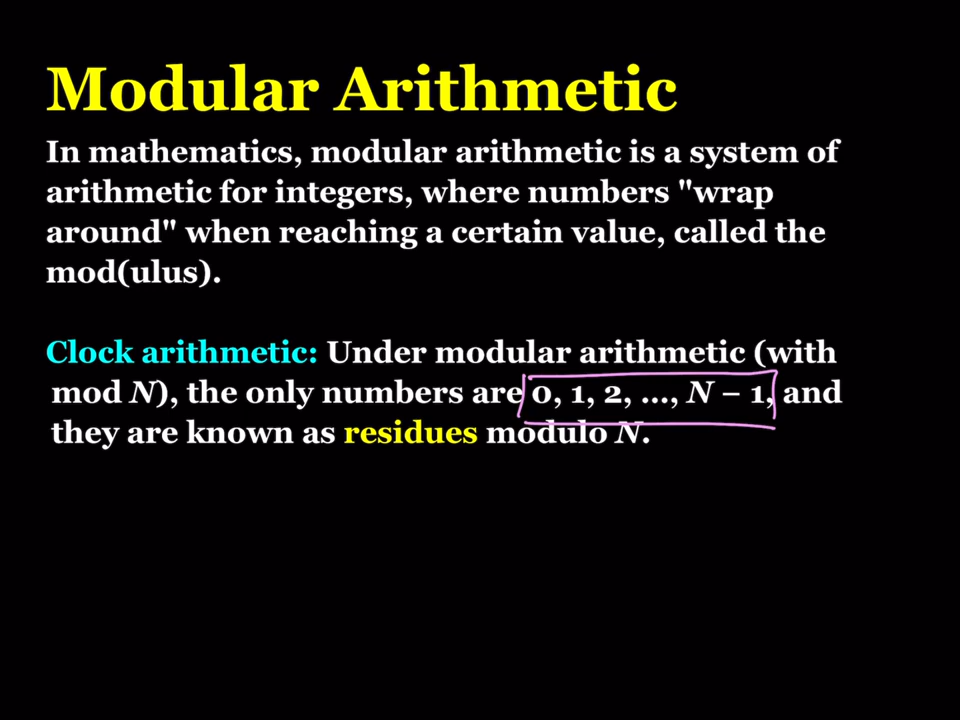 Modular Arithmetic
In mathematics, modular arithmetic is a system of
arithmetic for integers, where numbers "wrap
around" when reaching a certain value, called the
mod(ulus).
Clock arithmetic: Under modular arithmetic (with
mod N), the only numbers are 0, 1, 2, ..., N – 1, and
they are known as residues modulo N.